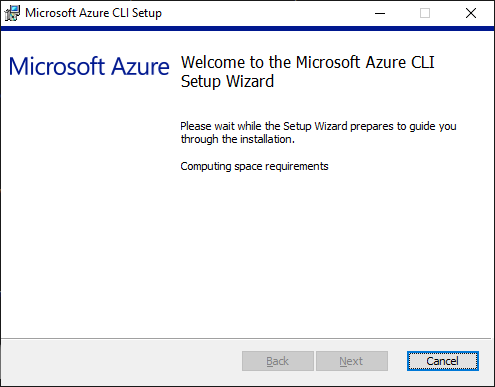 Microsoft Azure CLI Setup
Microsoft Azure
Welcome to the Microsoft Azure CLI
Setup Wizard
Please wait while the Setup Wizard prepares to guide you
through the installation.
Computing space requirements
Back
Next
Cancel